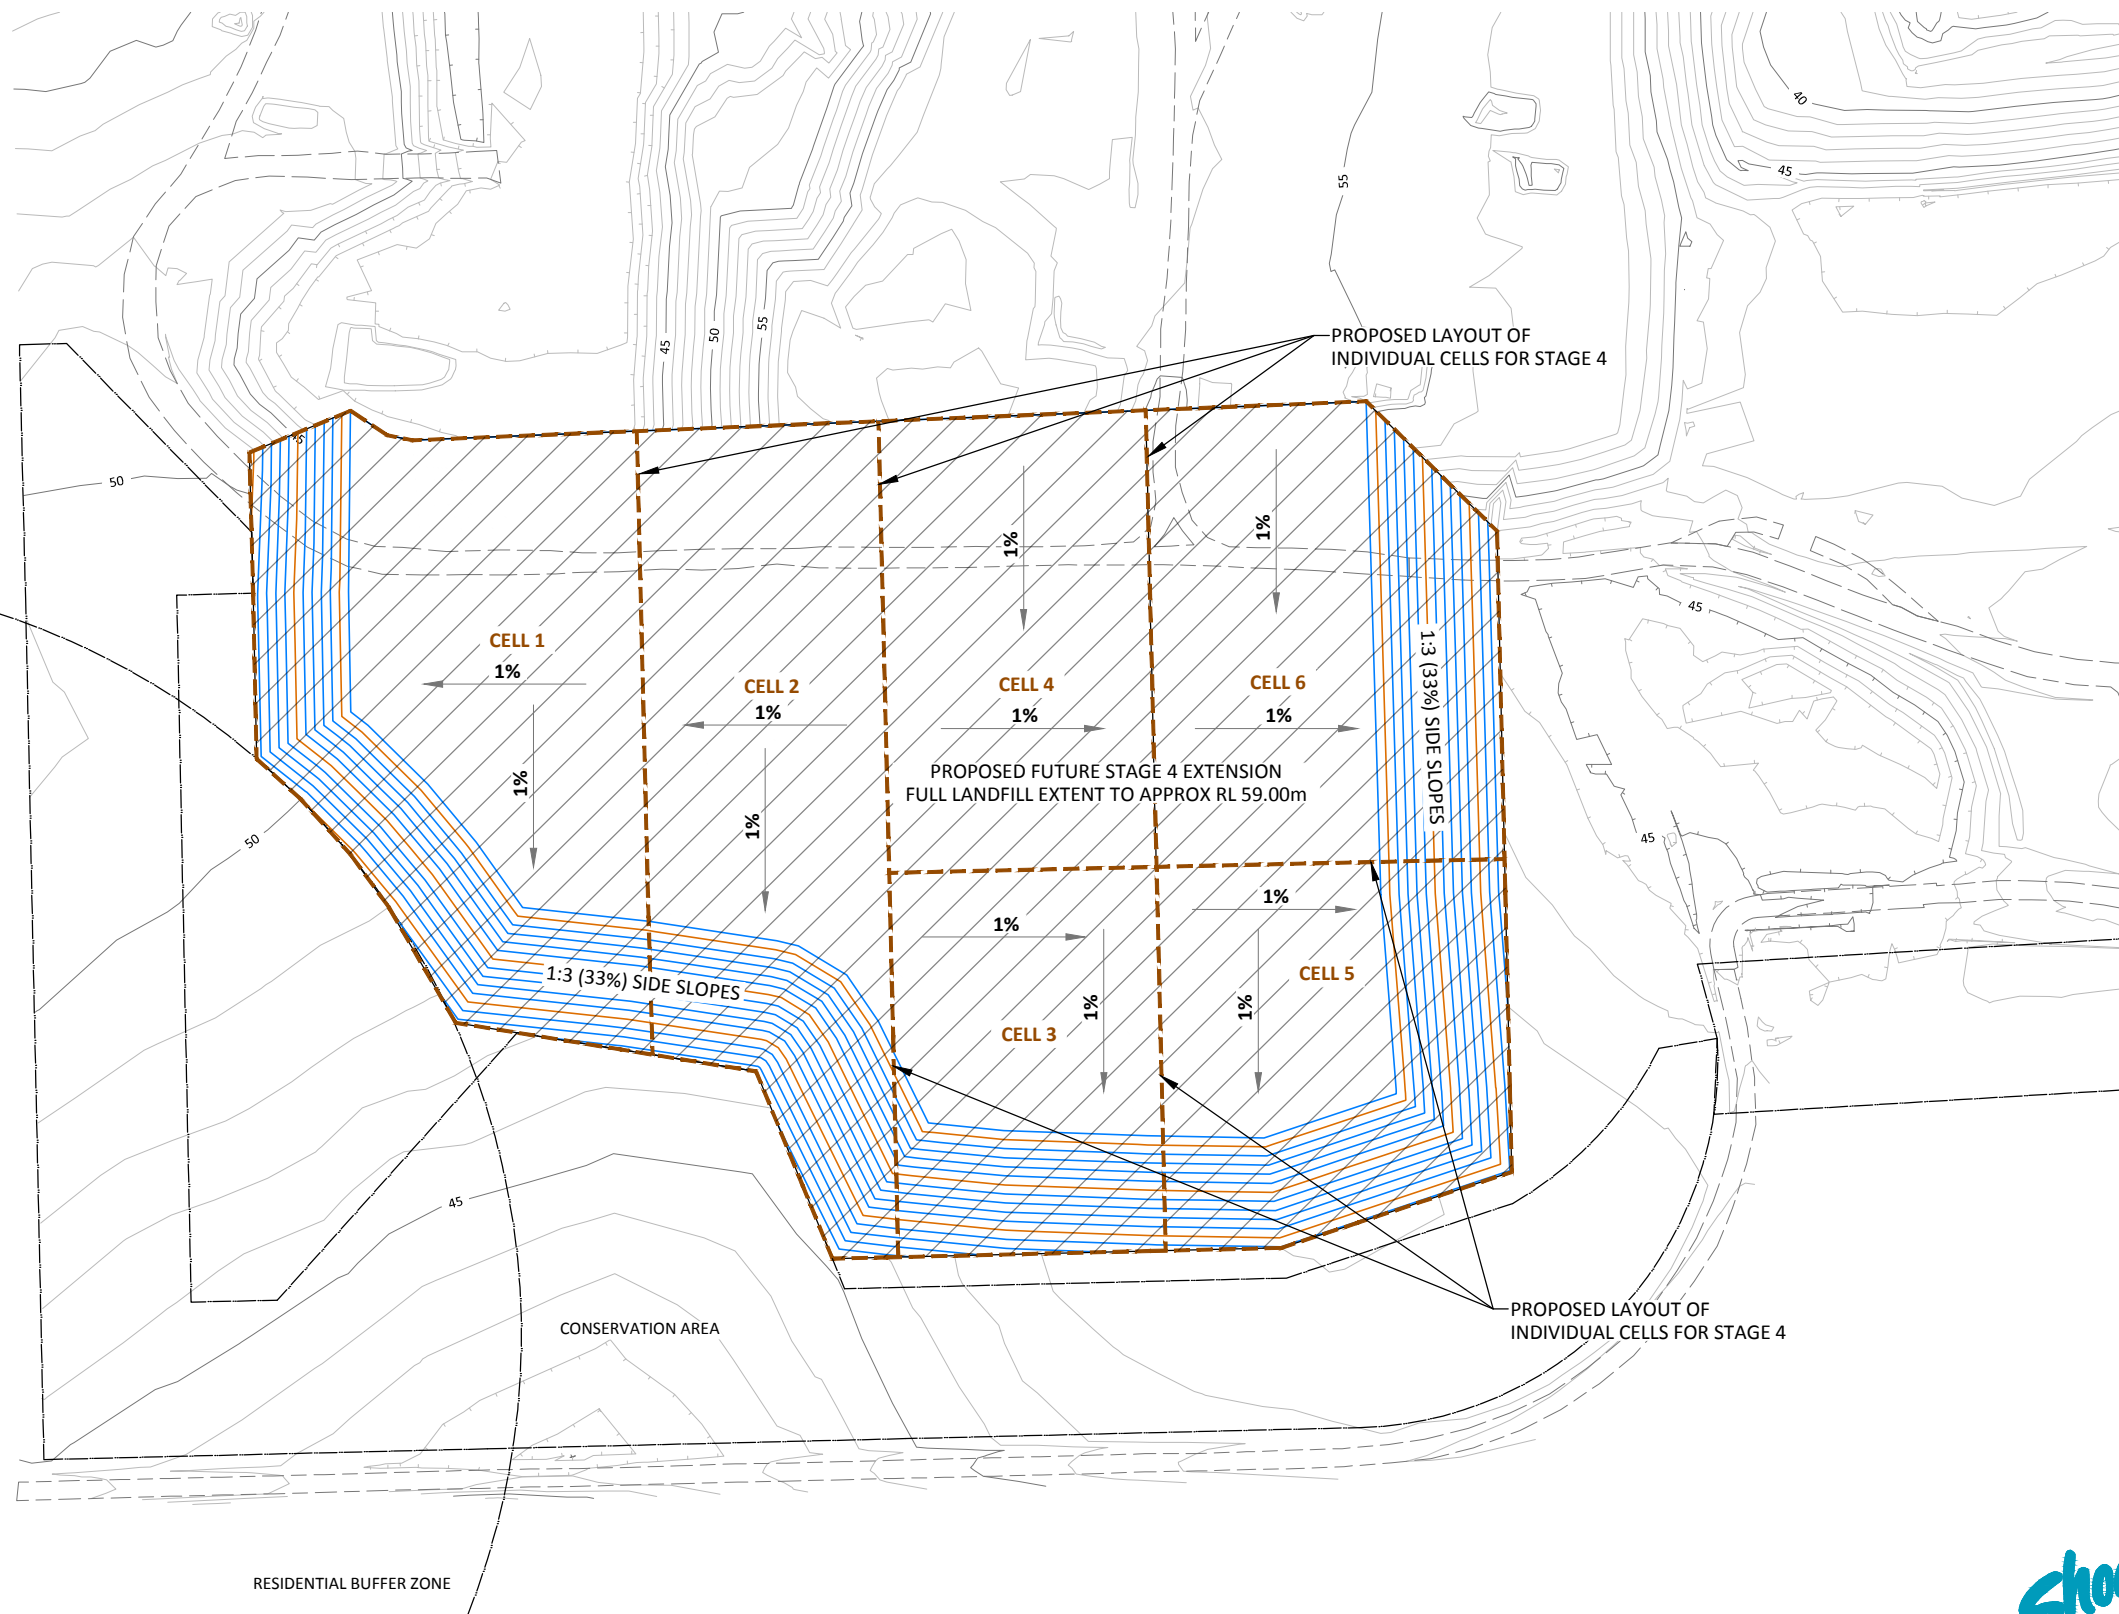 40
45
55
55
50
45
PROPOSED LAYOUT OF
INDIVIDUAL CELLS FOR STAGE 4
50
45
CELL 1
1%
1%
CELL 2
1%
1%
1%
CELL 4
1%
1%
CELL 6
1%
1:3 (33%) SIDE SLOPES
PROPOSED FUTURE STAGE 4 EXTENSION
FULL LANDFILL EXTENT TO APPROX RL 59.00m
45
50
1%
1%
CELL 5
1%
1%
CELL 3
1:3 (33%) SIDE SLOPES
45
PROPOSED LAYOUT OF
INDIVIDUAL CELLS FOR STAGE 4
CONSERVATION AREA
RESIDENTIAL BUFFER ZONE